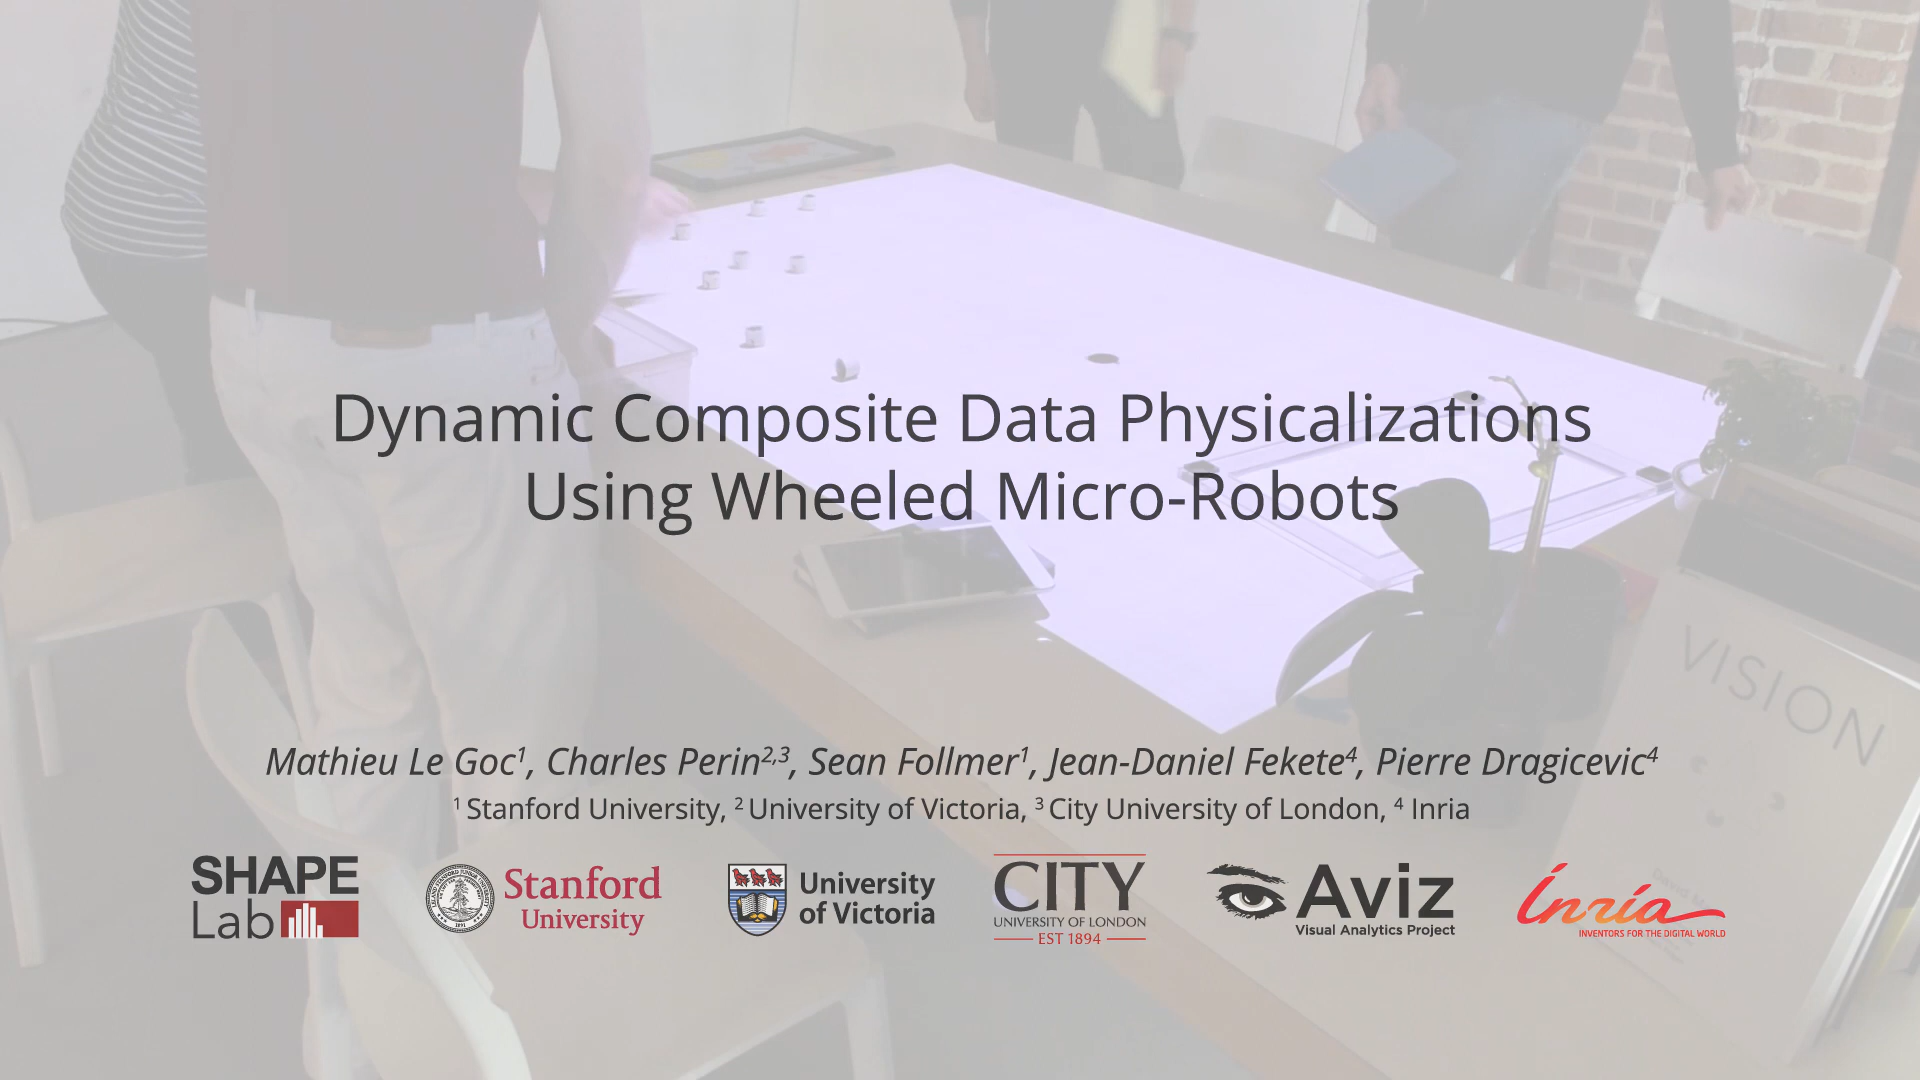 Dynamic Composite Data Physicalizations
Using Wheeled Micro-Robots
VISION
Mathieu Le Goc¹, Charles Perin²,³, Sean Follmer¹, Jean-Daniel Fekete⁴, Pierre Dragicevic⁴
¹ Stanford University, ² University of Victoria, ³ City University of London, ⁴ Inria
SHAPE
Lab
Stanford
University
University
of Victoria
CITY
UNIVERSITY OF LONDON
EST 1894
Aviz
Visual Analytics Project
Inría
INVENTORS FOR THE DIGITAL WORLD